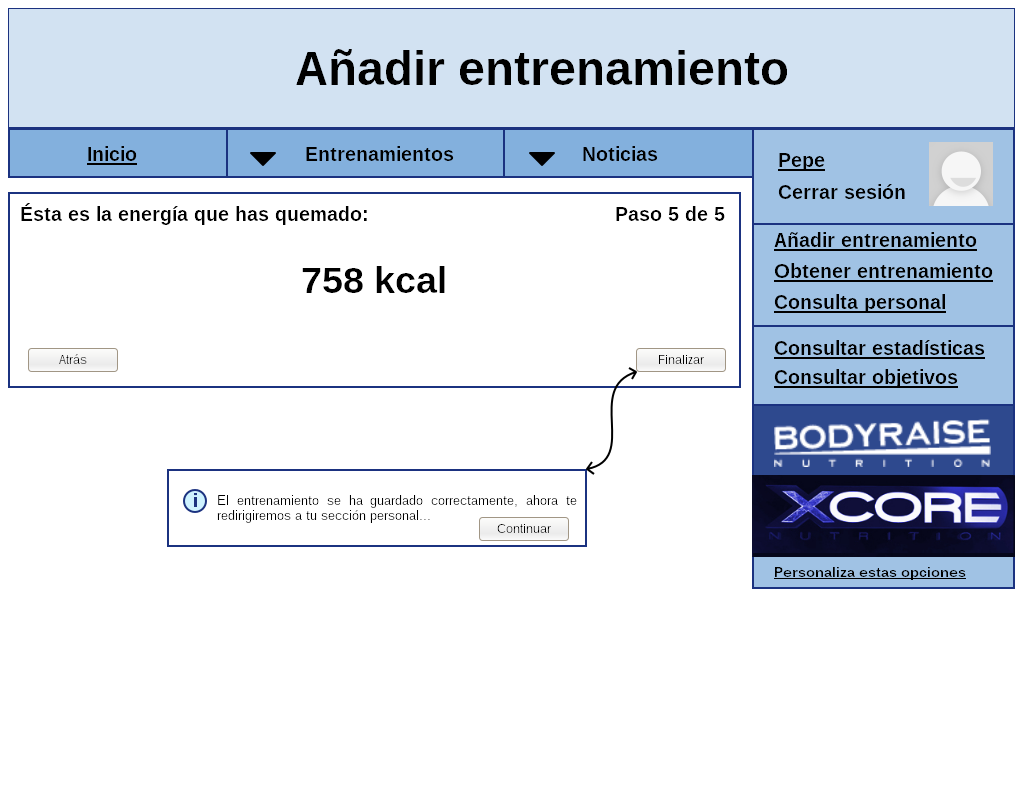 Añadir entrenamiento
Inicio
Entrenamientos
Noticias
Pepe
Cerrar sesión
Ésta es la energía que has quemado:
Paso 5 de 5
758 kcal
Atrás
Finalizar
Añadir entrenamiento
Obtener entrenamiento
Consulta personal
Consultar estadísticas
Consultar objetivos
BODYRAISE
NUTRITION
XCORE
NUTRITION
Personaliza estas opciones
i
El entrenamiento se ha guardado correctamente, ahora te
redirigiremos a tu sección personal...
Continuar